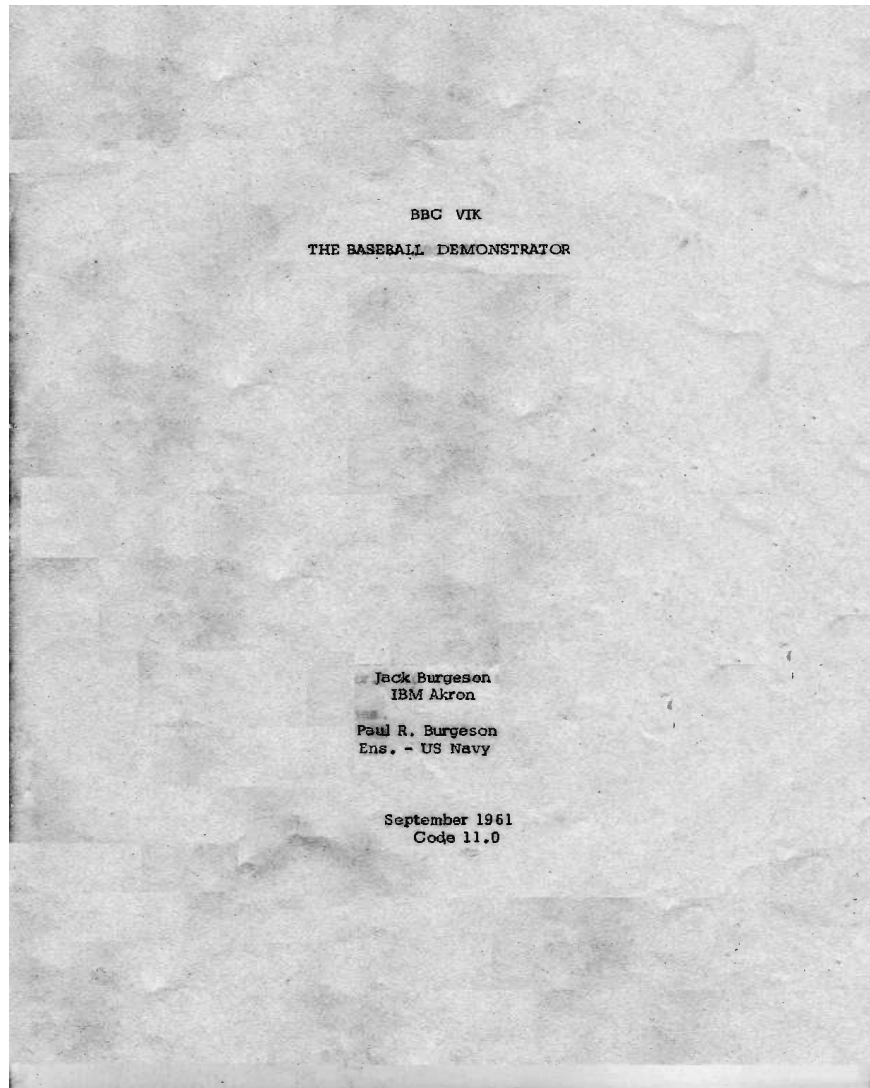 BBC VIK
THE BASEBALL DEMONSTRATOR
Jack Burgeson
IBM Akron
Paul R. Burgeson
Ens. - US Navy
September 1961
Code 11.0